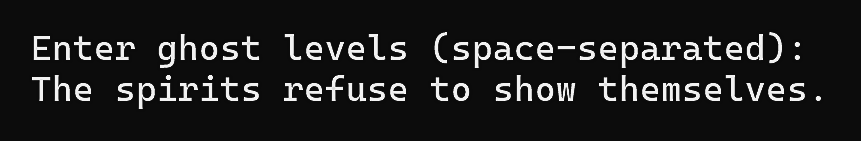 Enter ghost levels (space-separated):
The spirits refuse to show themselves.